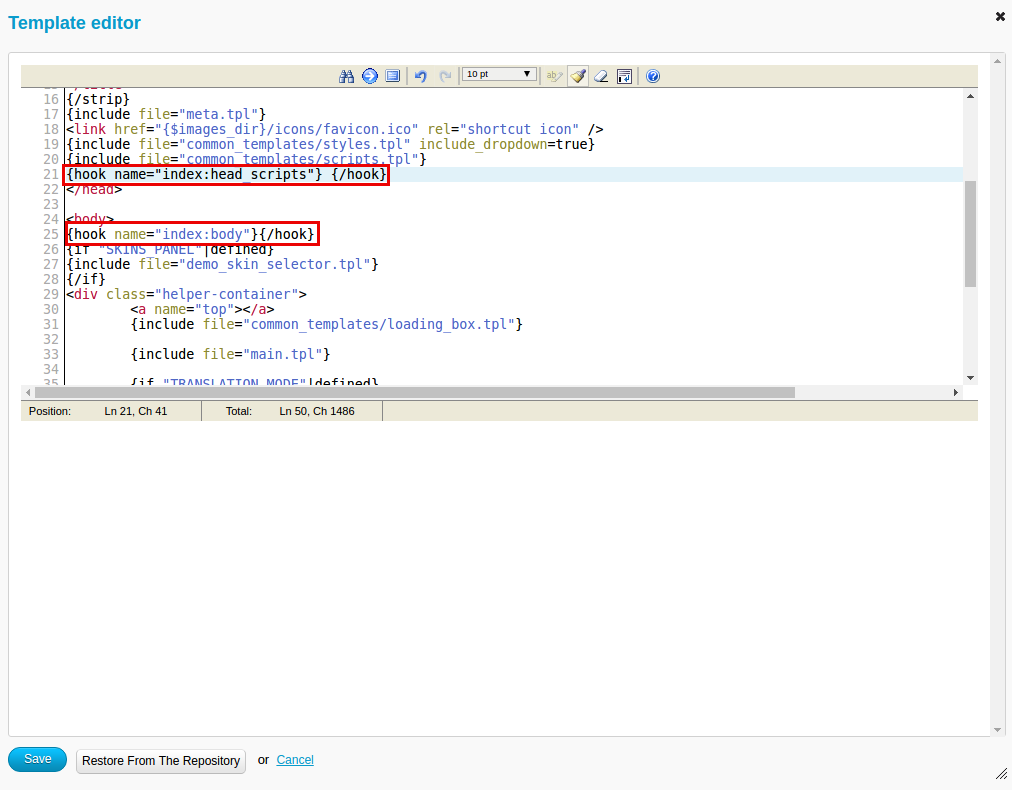 Template editor
10 pt
16 {/strip}
17 {include file="meta.tpl"}
18 <link href="{$images_dir}/icons/favicon.ico" rel="shortcut icon" />
19 {include file="common_templates/styles.tpl" include_dropdown=true}
20 {include file="common_templates/scripts.tpl"}
21 {hook name="index:head_scripts"} {/hook}
22 </head>
23
24 <body>
25 {hook name="index:body"}{/hook}
26 {if "SKINS_PANEL"|defined}
27 {include file="demo_skin_selector.tpl"}
28 {/if}
29 <div class="helper-container">
30 <a name="top"></a>
31 {include file="common_templates/loading_box.tpl"}
32
33 {include file="main.tpl"}
34
35 {if "TRANSLATION_MODE"|defined}
Position: Ln 21, Ch 41 Total: Ln 50, Ch 1486
Save Restore From The Repository or Cancel